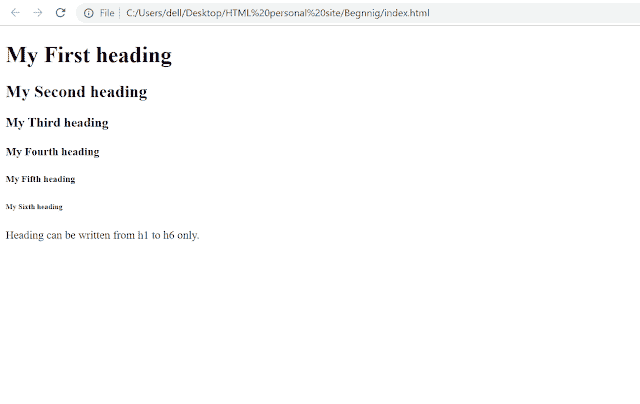 File C:/Users/dell/Desktop/HTML%20personal%20site/Begnnig/index.html
My First heading
My Second heading
My Third heading
My Fourth heading
My Fifth heading
My Sixth heading
Heading can be written from h1 to h6 only.